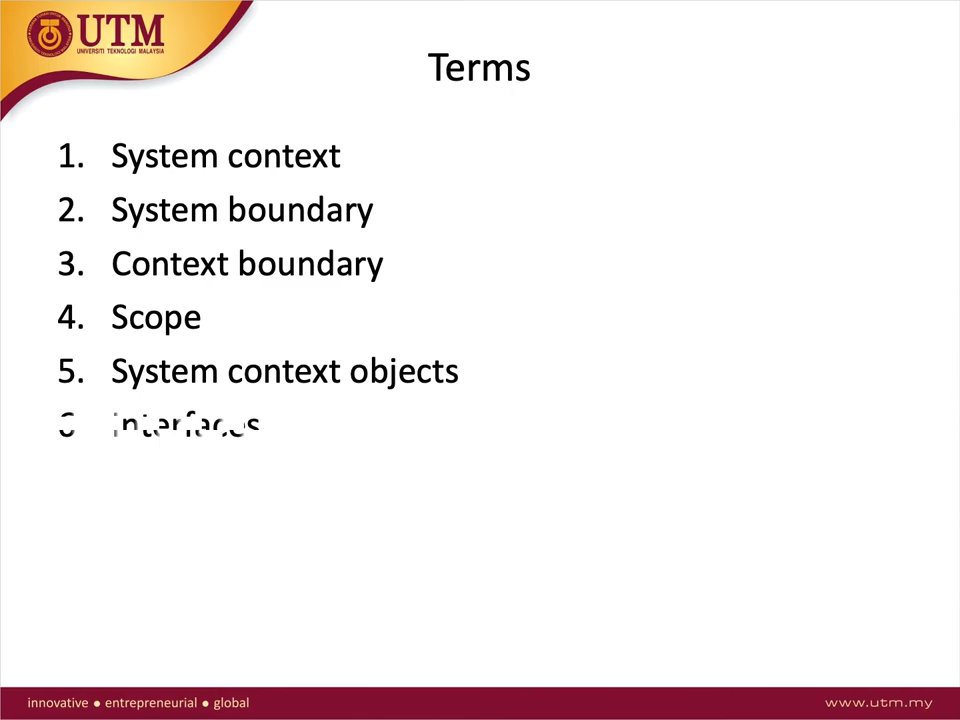 UTM
UNIVERSITI TEKNOLOGI MALAYSIA
Terms
1. System context
2. System boundary
3. Context boundary
4. Scope
5. System context objects
6. Interfaces
innovative ● entrepreneurial ● global
www.utm.my